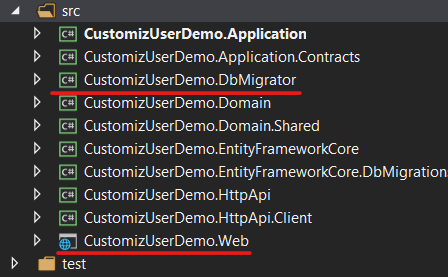 src
C# CustomizUserDemo.Application
C# CustomizUserDemo.Application.Contracts
C# CustomizUserDemo.DbMigrator
C# CustomizUserDemo.Domain
C# CustomizUserDemo.Domain.Shared
C# CustomizUserDemo.EntityFrameworkCore
C# CustomizUserDemo.EntityFrameworkCore.DbMigration
C# CustomizUserDemo.HttpApi
C# CustomizUserDemo.HttpApi.Client
CustomizUserDemo.Web
test